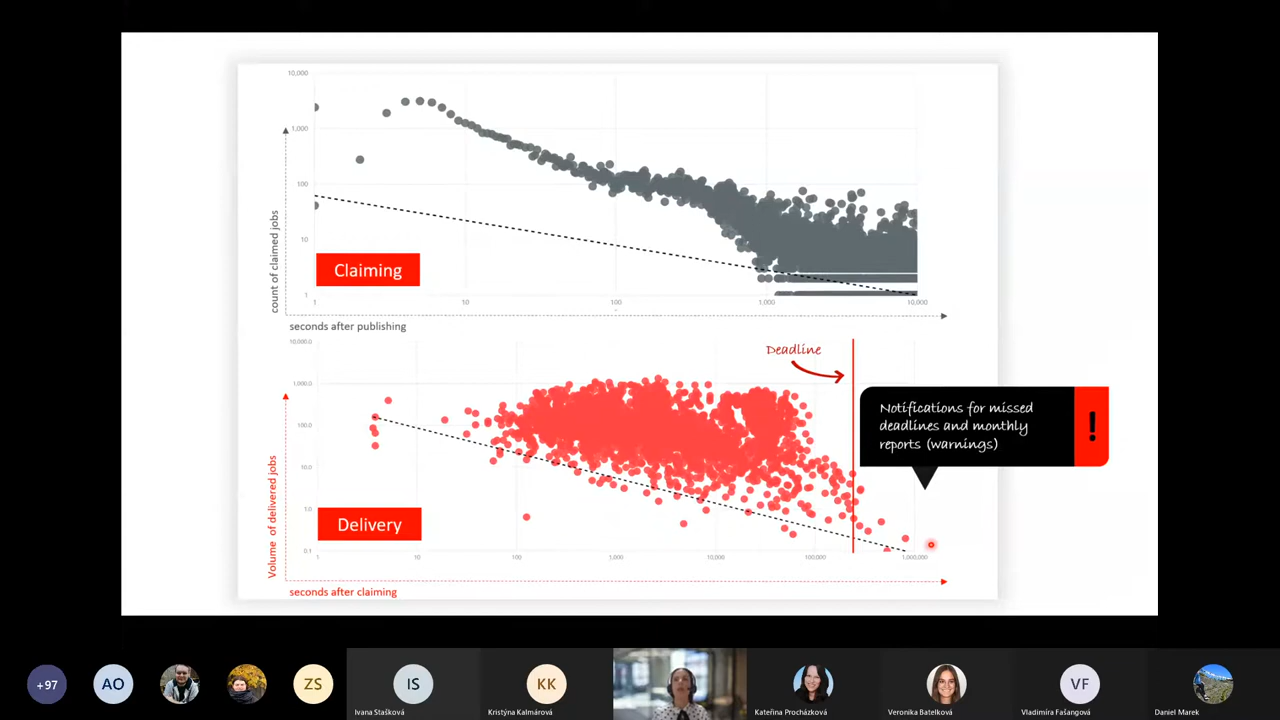 10,000
1,000
100
10
1
count of claimed jobs
Claiming
1
10
100
1,000
10,000
seconds after publishing
10,000.0
1,000.0
100.0
10.0
1.0
0.1
Volume of delivered jobs
Deadline
Notifications for missed
deadlines and monthly
reports (warnings)
!
Delivery
1
10
100
1,000
10,000
100,000
1,000,000
seconds after claiming
+97
AO
ZS
IS
KK
VF
Ivana Stašková
Kristýna Kalmárová
Kateřina Procházková
Veronika Batelková
Vladimíra Fašangová
Daniel Marek